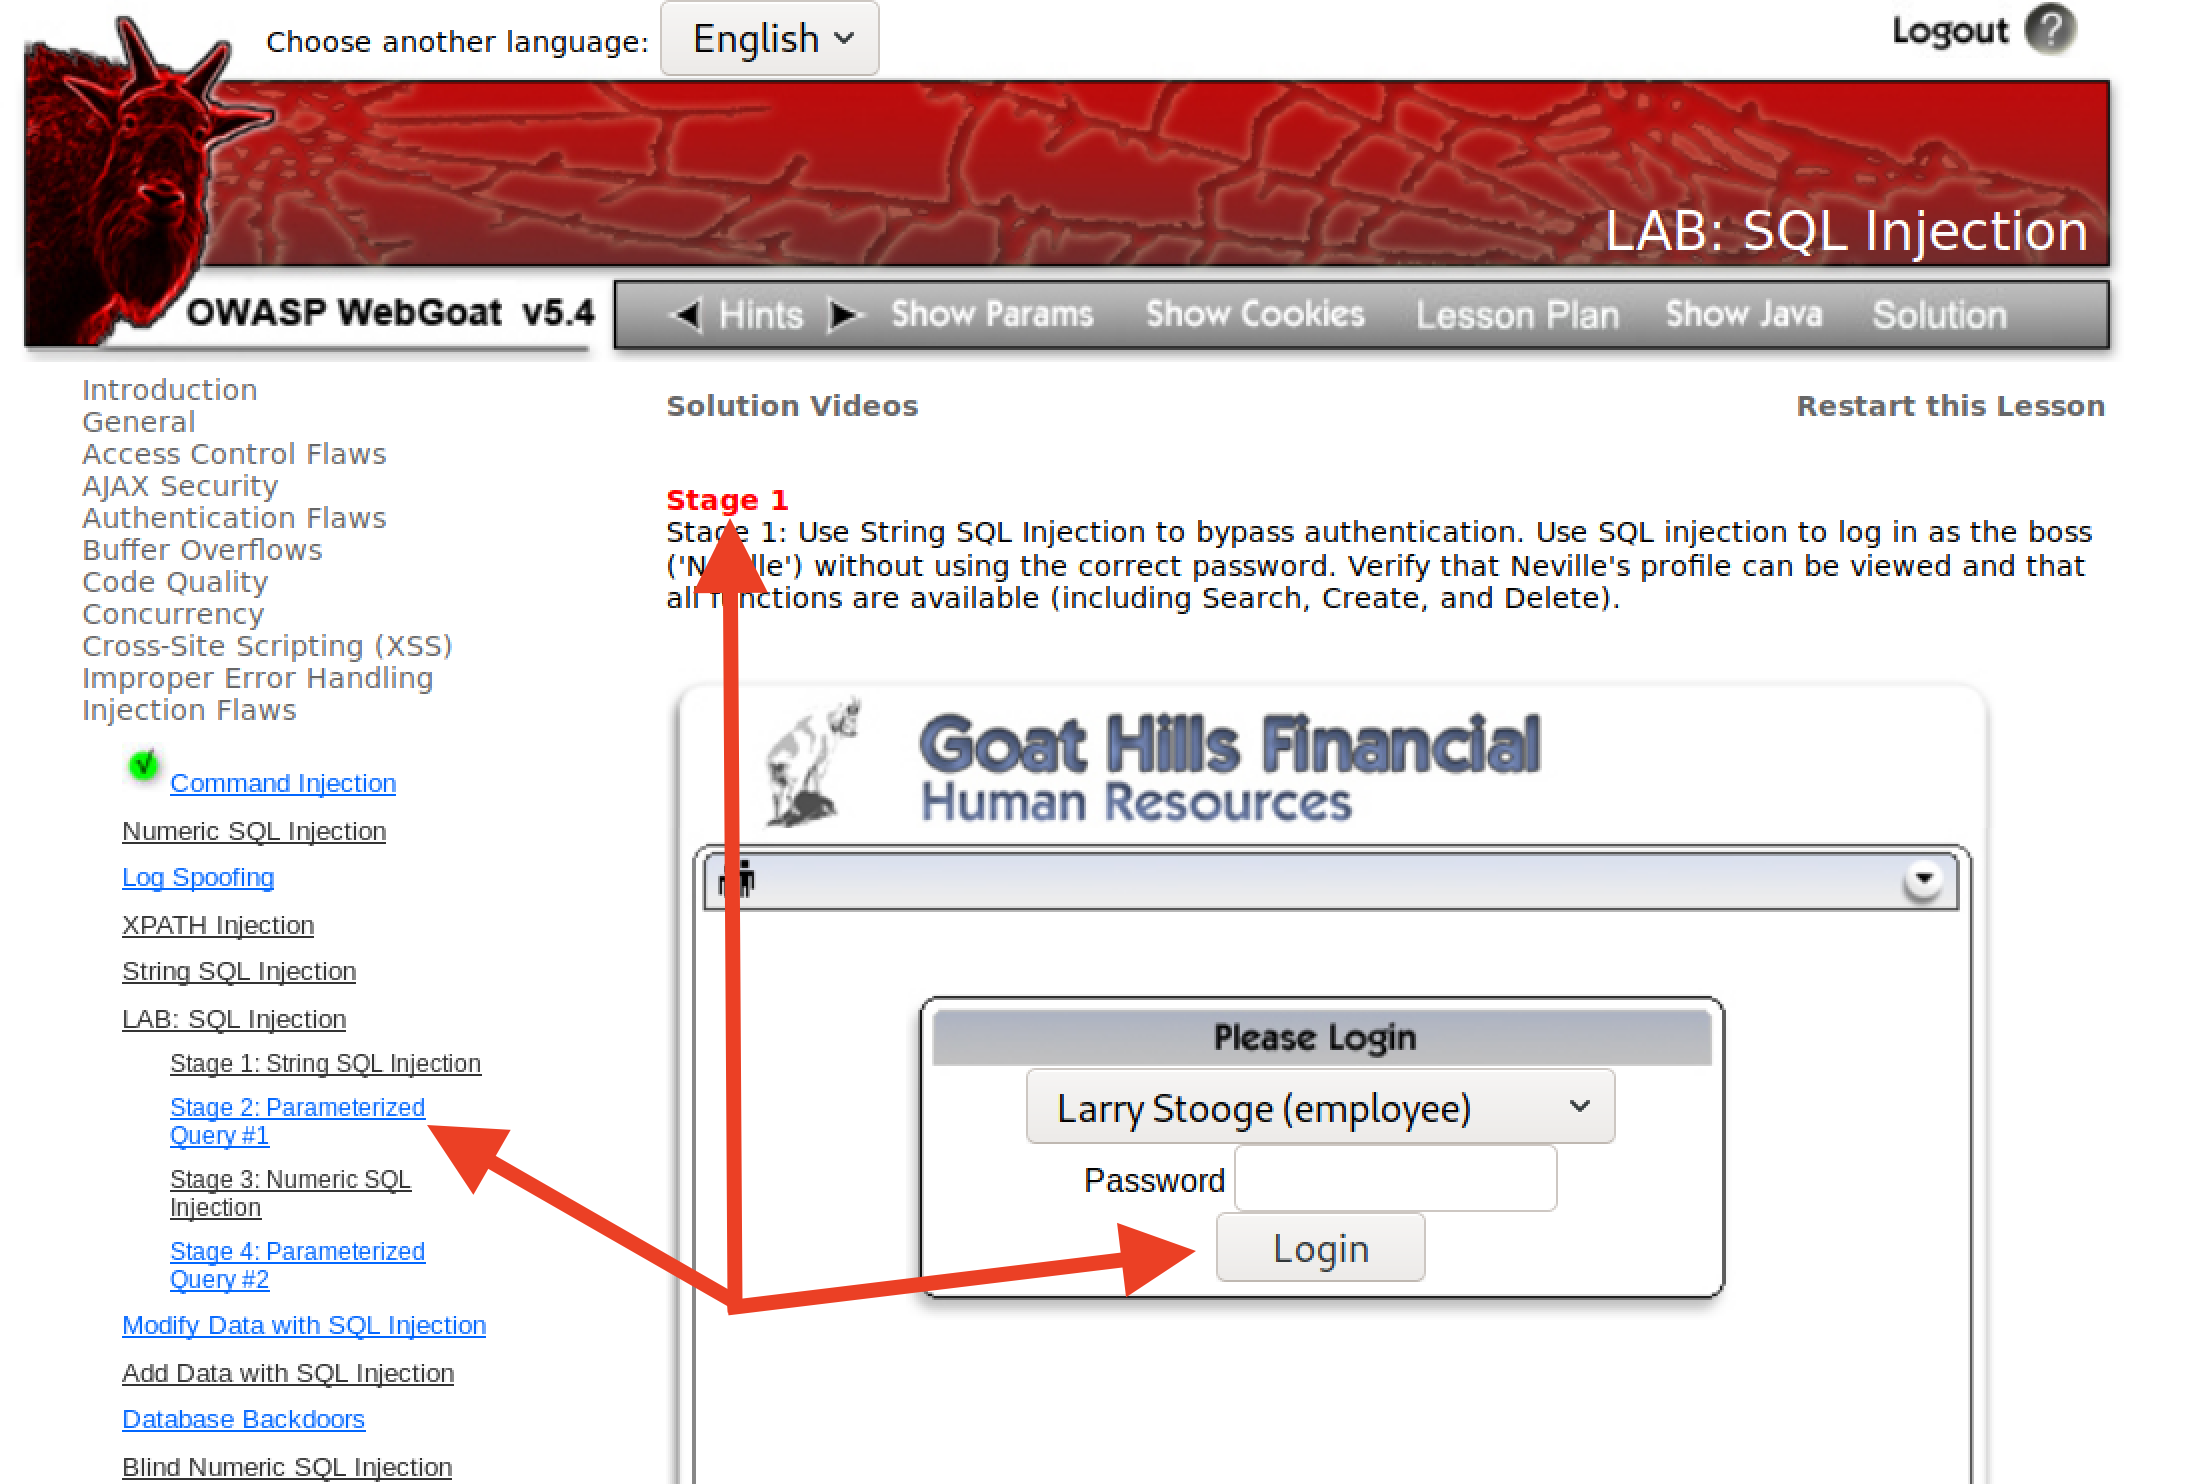 Choose another language: English
Logout ?
LAB: SQL Injection
OWASP WebGoat v5.4
Hints Show Params Show Cookies Lesson Plan Show Java Solution
Introduction
General
Access Control Flaws
AJAX Security
Authentication Flaws
Buffer Overflows
Code Quality
Concurrency
Cross-Site Scripting (XSS)
Improper Error Handling
Injection Flaws
Command Injection
Numeric SQL Injection
Log Spoofing
XPATH Injection
String SQL Injection
LAB: SQL Injection
Stage 1: String SQL Injection
Stage 2: Parameterized
Query #1
Stage 3: Numeric SQL
Injection
Stage 4: Parameterized
Query #2
Modify Data with SQL Injection
Add Data with SQL Injection
Database Backdoors
Blind Numeric SQL Injection
Solution Videos
Restart this Lesson
Stage 1
Stage 1: Use String SQL Injection to bypass authentication. Use SQL injection to log in as the boss
('Neville') without using the correct password. Verify that Neville's profile can be viewed and that
all functions are available (including Search, Create, and Delete).
Goat Hills Financial
Human Resources
Please Login
Larry Stooge (employee)
Password
Login